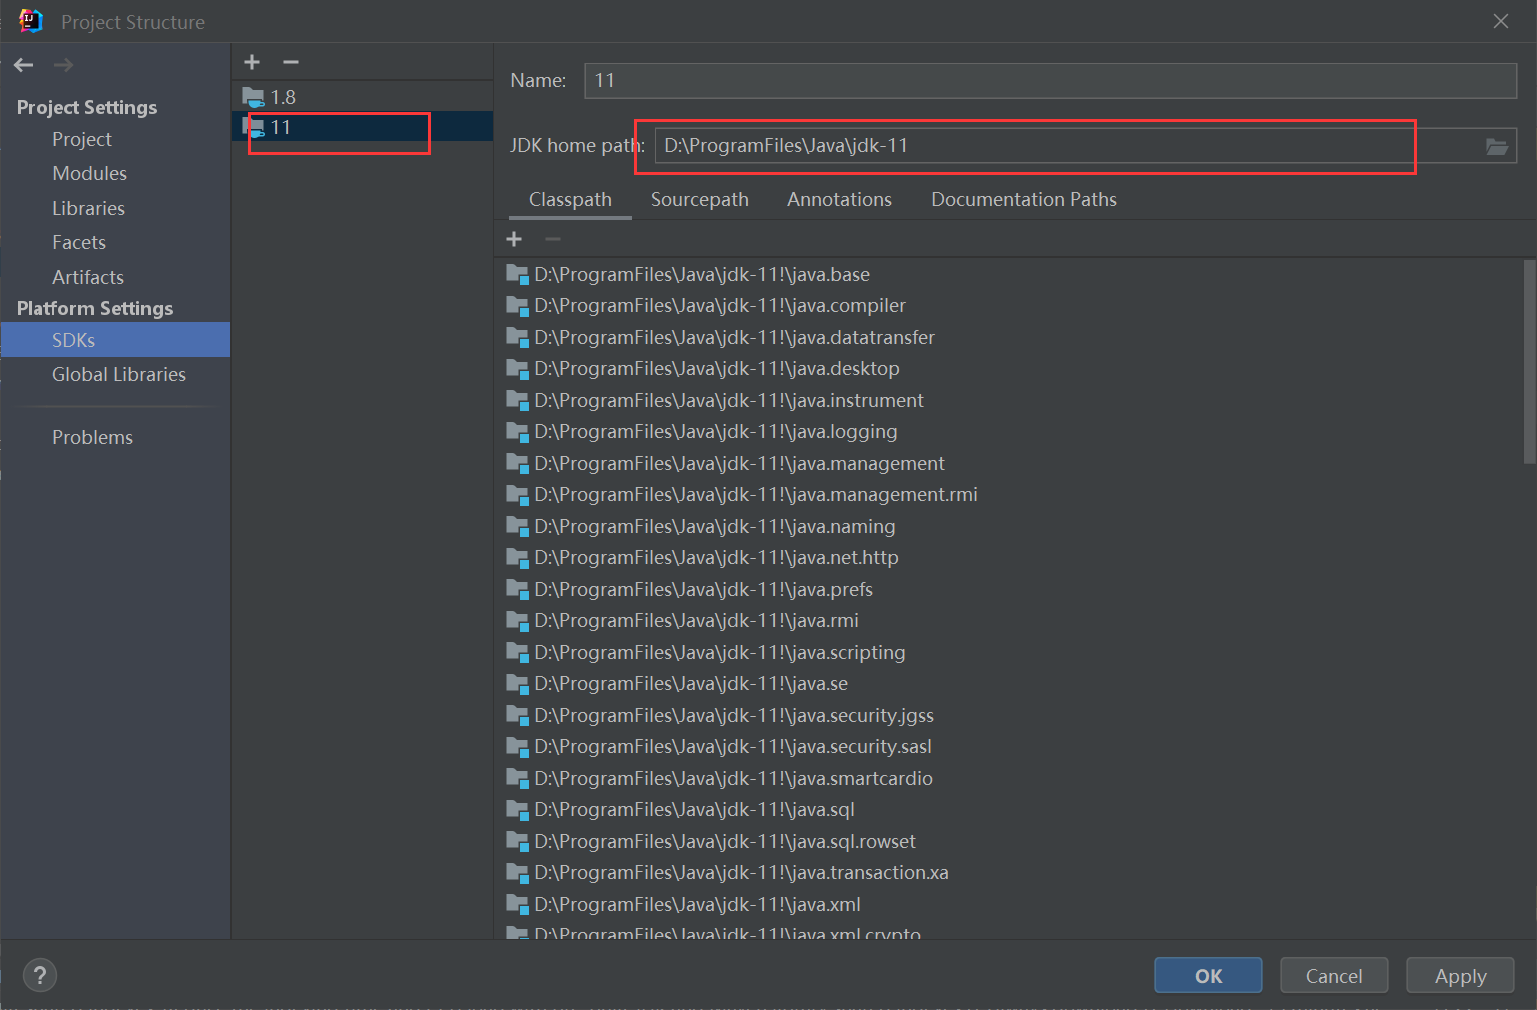 Project Structure
Project Settings
Project
Modules
Libraries
Facets
Artifacts
Platform Settings
SDKs
Global Libraries
Problems
1.8
11
Name: 11
JDK home path: D:\ProgramFiles\Java\jdk-11
Classpath Sourcepath Annotations Documentation Paths
D:\ProgramFiles\Java\jdk-11!\java.base
D:\ProgramFiles\Java\jdk-11!\java.compiler
D:\ProgramFiles\Java\jdk-11!\java.datatransfer
D:\ProgramFiles\Java\jdk-11!\java.desktop
D:\ProgramFiles\Java\jdk-11!\java.instrument
D:\ProgramFiles\Java\jdk-11!\java.logging
D:\ProgramFiles\Java\jdk-11!\java.management
D:\ProgramFiles\Java\jdk-11!\java.management.rmi
D:\ProgramFiles\Java\jdk-11!\java.naming
D:\ProgramFiles\Java\jdk-11!\java.net.http
D:\ProgramFiles\Java\jdk-11!\java.prefs
D:\ProgramFiles\Java\jdk-11!\java.rmi
D:\ProgramFiles\Java\jdk-11!\java.scripting
D:\ProgramFiles\Java\jdk-11!\java.se
D:\ProgramFiles\Java\jdk-11!\java.security.jgss
D:\ProgramFiles\Java\jdk-11!\java.security.sasl
D:\ProgramFiles\Java\jdk-11!\java.smartcardio
D:\ProgramFiles\Java\jdk-11!\java.sql
D:\ProgramFiles\Java\jdk-11!\java.sql.rowset
D:\ProgramFiles\Java\jdk-11!\java.transaction.xa
D:\ProgramFiles\Java\jdk-11!\java.xml
D:\ProgramFiles\Java\jdk-11!\java.xml.crypto
? OK Cancel Apply